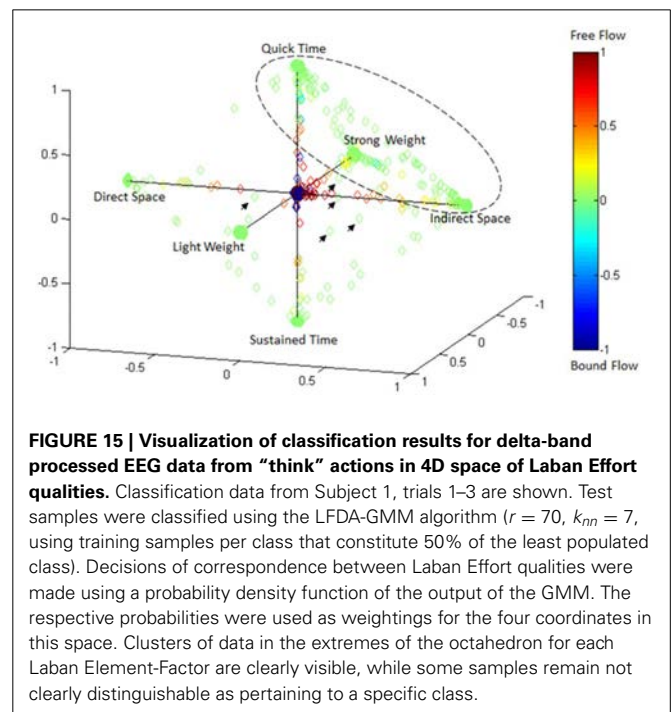 Quick Time
Free Flow
1
1
0.5
0.5
Strong Weight
Direct Space
0
0
Indirect Space
Light Weight
-0.5
-0.5
Sustained Time
-1
-1
-1
-0.5
0
0.5
1
-1
-0.5
0
0.5
1
Bound Flow
FIGURE 15 | Visualization of classification results for delta-band
processed EEG data from “think” actions in 4D space of Laban Effort
qualities. Classification data from Subject 1, trials 1–3 are shown. Test
samples were classified using the LFDA-GMM algorithm (r = 70, knn = 7,
using training samples per class that constitute 50% of the least populated
class). Decisions of correspondence between Laban Effort qualities were
made using a probability density function of the output of the GMM. The
respective probabilities were used as weightings for the four coordinates in
this space. Clusters of data in the extremes of the octahedron for each
Laban Element-Factor are clearly visible, while some samples remain not
clearly distinguishable as pertaining to a specific class.